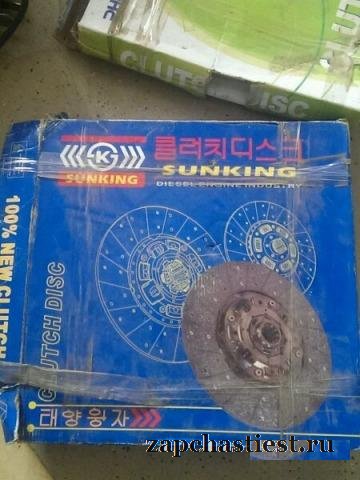 CLUTCH DISC
K
클러치디스크
SUNKING
SUNKING
DIESEL ENGINE INDUSTRY
100% NEW CLUTCH
CLUTCH DISC
태양왕자
zapchastiest.ru